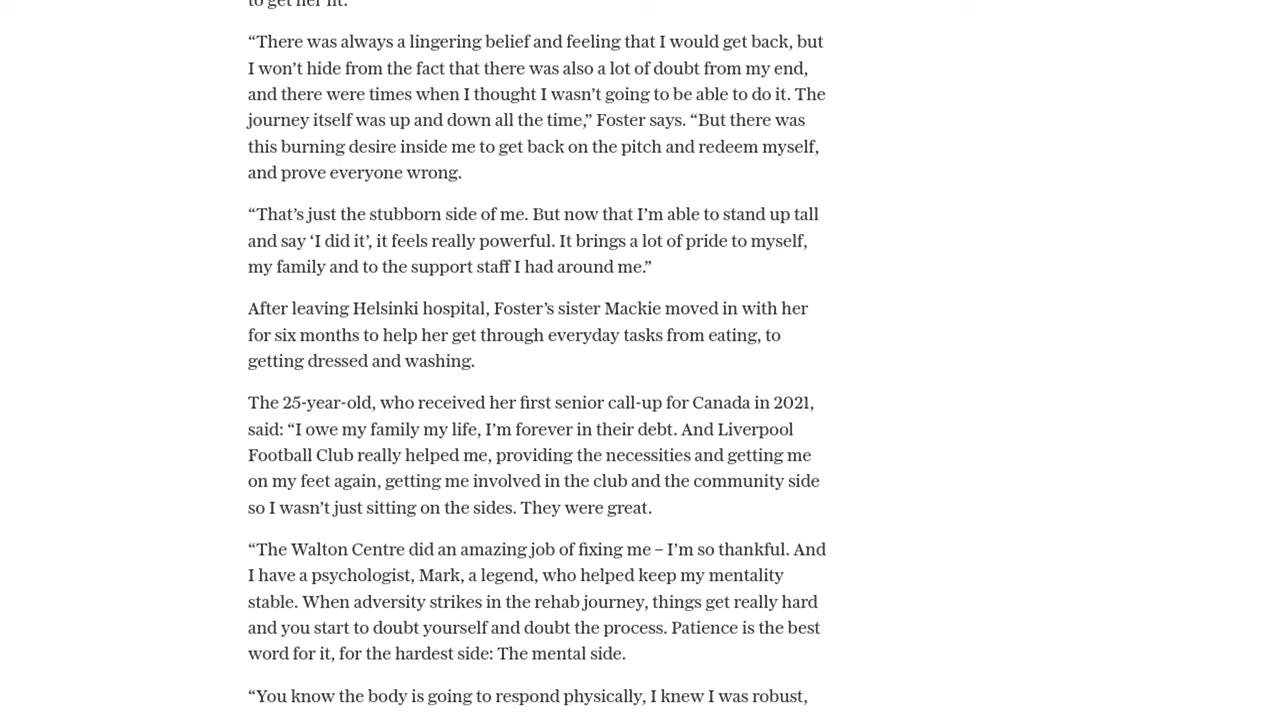 to get her fit.
“There was always a lingering belief and feeling that I would get back, but
I won’t hide from the fact that there was also a lot of doubt from my end,
and there were times when I thought I wasn’t going to be able to do it. The
journey itself was up and down all the time,” Foster says. “But there was
this burning desire inside me to get back on the pitch and redeem myself,
and prove everyone wrong.
“That’s just the stubborn side of me. But now that I’m able to stand up tall
and say ‘I did it’, it feels really powerful. It brings a lot of pride to myself,
my family and to the support staff I had around me.”
After leaving Helsinki hospital, Foster’s sister Mackie moved in with her
for six months to help her get through everyday tasks from eating, to
getting dressed and washing.
The 25-year-old, who received her first senior call-up for Canada in 2021,
said: “I owe my family my life, I’m forever in their debt. And Liverpool
Football Club really helped me, providing the necessities and getting me
on my feet again, getting me involved in the club and the community side
so I wasn’t just sitting on the sides. They were great.
“The Walton Centre did an amazing job of fixing me – I’m so thankful. And
I have a psychologist, Mark, a legend, who helped keep my mentality
stable. When adversity strikes in the rehab journey, things get really hard
and you start to doubt yourself and doubt the process. Patience is the best
word for it, for the hardest side: The mental side.
“You know the body is going to respond physically, I knew I was robust,